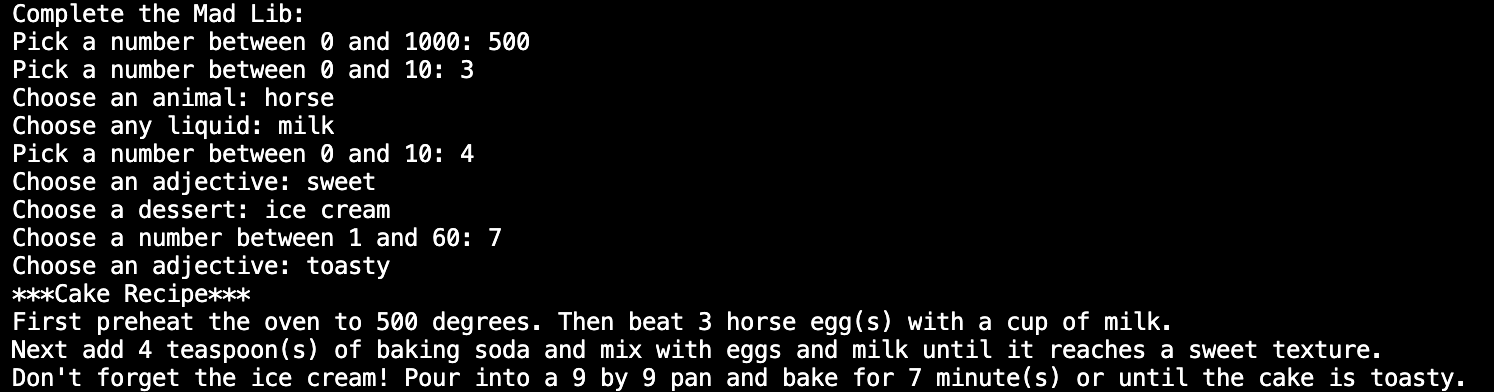 Complete the Mad Lib:
Pick a number between 0 and 1000: 500
Pick a number between 0 and 10: 3
Choose an animal: horse
Choose any liquid: milk
Pick a number between 0 and 10: 4
Choose an adjective: sweet
Choose a dessert: ice cream
Choose a number between 1 and 60: 7
Choose an adjective: toasty
***Cake Recipe***
First preheat the oven to 500 degrees. Then beat 3 horse egg(s) with a cup of milk.
Next add 4 teaspoon(s) of baking soda and mix with eggs and milk until it reaches a sweet texture.
Don't forget the ice cream! Pour into a 9 by 9 pan and bake for 7 minute(s) or until the cake is toasty.